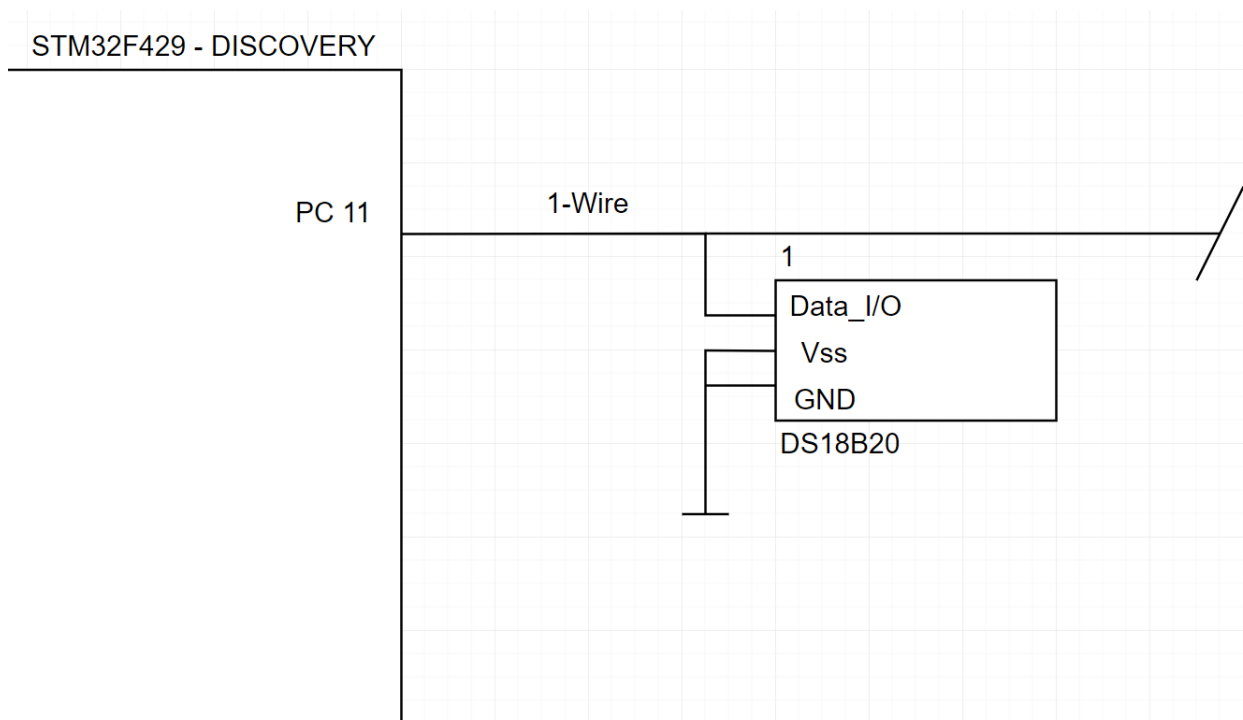 STM32F429 - DISCOVERY
PC 11
1-Wire
1
Data_I/O
Vss
GND
DS18B20